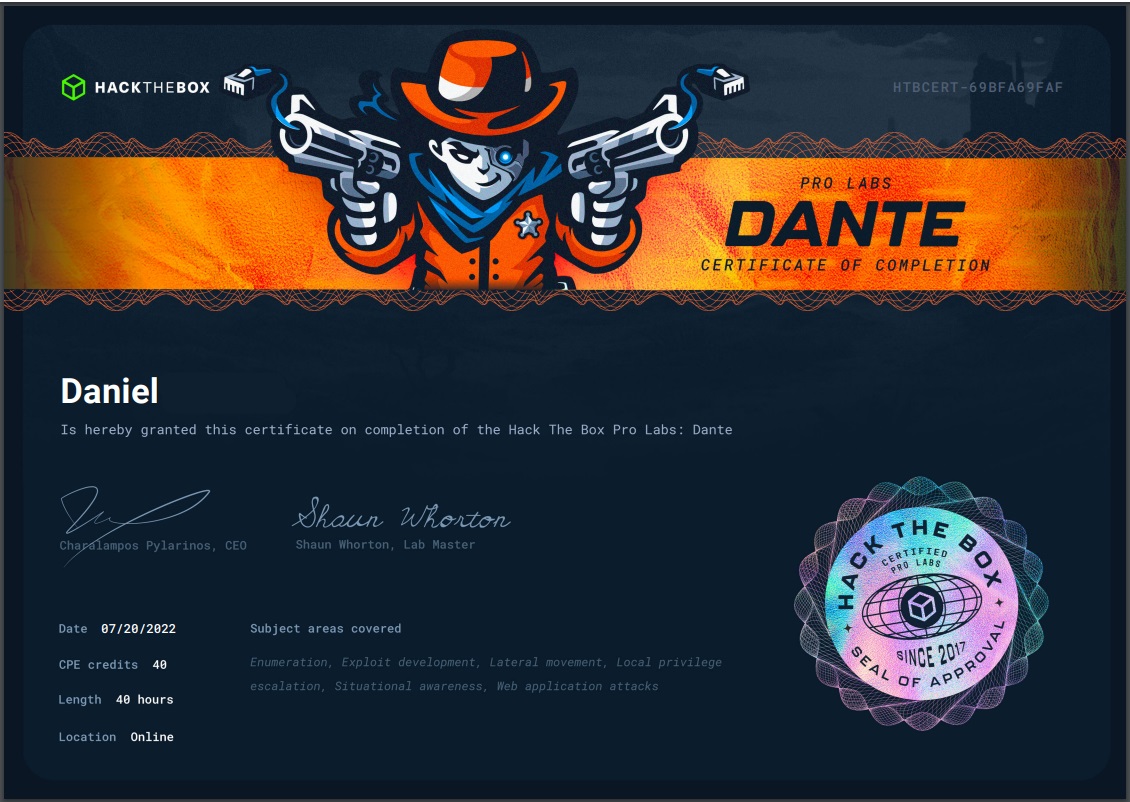 HACKTHEBOX
HTBCERT-69BFA69FAF
PRO LABS
DANTE
CERTIFICATE OF COMPLETION
Daniel
Is hereby granted this certificate on completion of the Hack The Box Pro Labs: Dante
Shaun Whorton
Charalampos Pylarinos, CEO
Shaun Whorton, Lab Master
Date 07/20/2022
Subject areas covered
CPE credits 40
Enumeration, Exploit development, Lateral movement, Local privilege
escalation, Situational awareness, Web application attacks
Length 40 hours
Location Online
HACK THE BOX
CERTIFIED
PRO LABS
SINCE 2017
SEAL OF APPROVAL